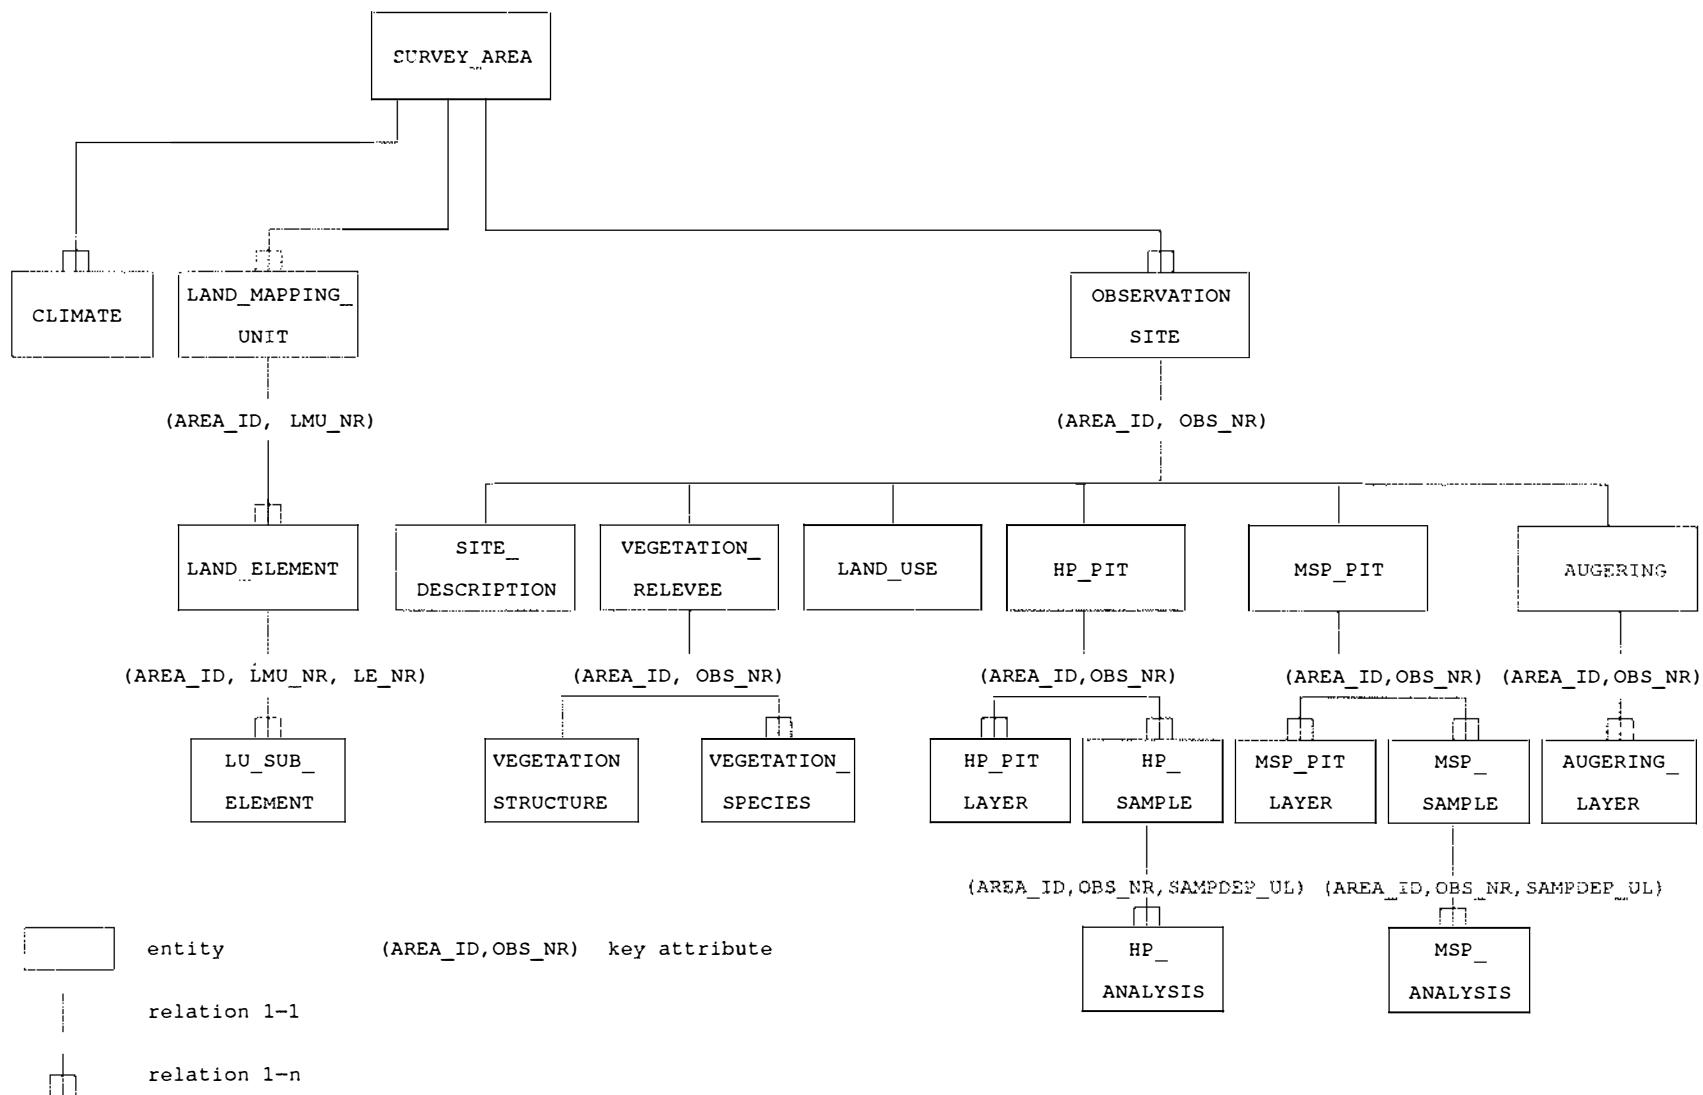 SURVEY_AREA
CLIMATE
LAND_MAPPING_
UNIT
OBSERVATION
SITE
(AREA_ID, LMU_NR)
(AREA_ID, OBS_NR)
LAND_ELEMENT
SITE_
DESCRIPTION
VEGETATION_
RELEVEE
LAND_USE
HP_PIT
MSP_PIT
AUGERING
(AREA_ID, LMU_NR, LE_NR)
(AREA_ID, OBS_NR)
(AREA_ID,OBS_NR)
(AREA_ID,OBS_NR)
(AREA_ID,OBS_NR)
LU_SUB_
ELEMENT
VEGETATION
STRUCTURE
VEGETATION_
SPECIES
HP_PIT
LAYER
HP_
SAMPLE
MSP_PIT
LAYER
MSP_
SAMPLE
AUGERING_
LAYER
(AREA_ID,OBS_NR,SAMPDEP_UL)
(AREA_ID,OBS_NR,SAMPDEP_UL)
HP_
ANALYSIS
MSP_
ANALYSIS
entity
(AREA_ID,OBS_NR) key attribute
relation 1-1
relation 1-n